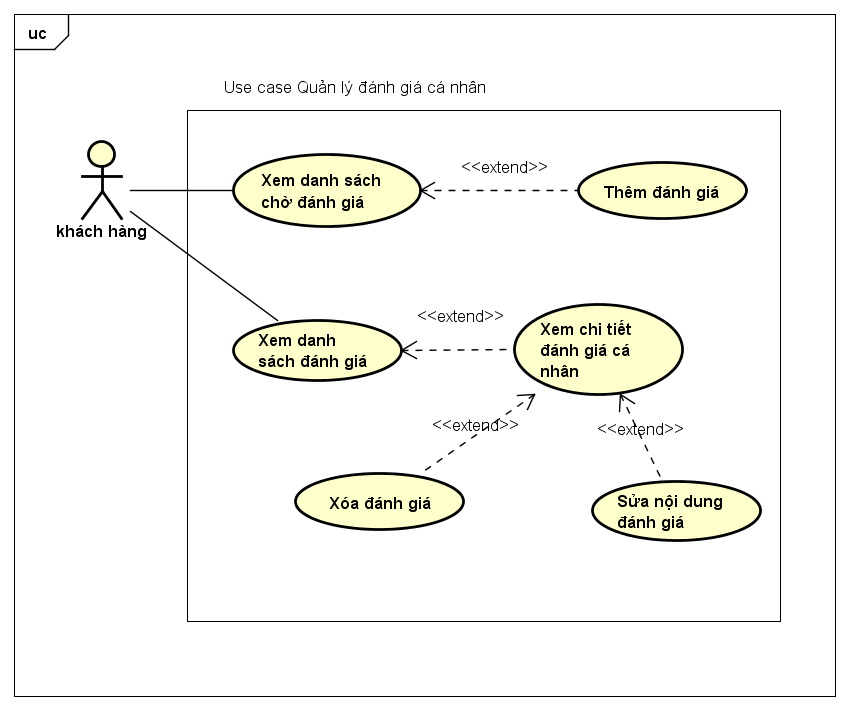 uc
Use case Quản lý đánh giá cá nhân
Xem danh sách
chờ đánh giá
<<extend>>
Thêm đánh giá
khách hàng
Xem danh
sách đánh giá
<<extend>>
Xem chi tiết
đánh giá cá
nhân
<<extend>>
<<extend>>
Xóa đánh giá
Sửa nội dung
đánh giá